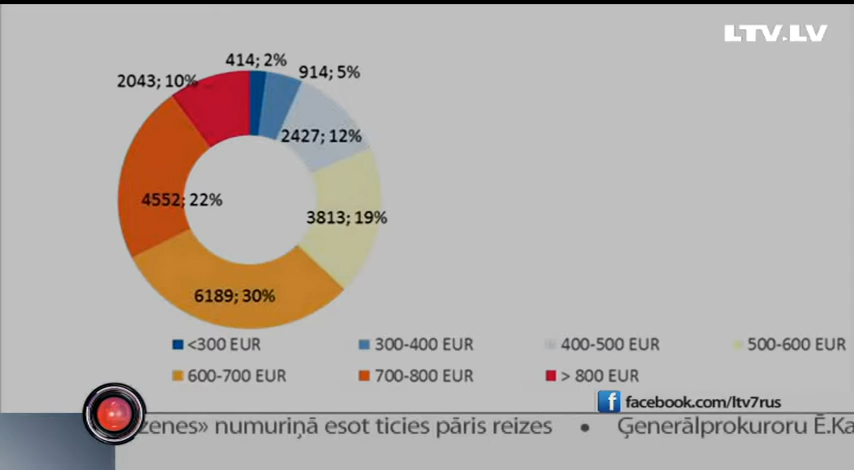 LTV.LV
414; 2%
914; 5%
2043; 10%
2427; 12%
4552; 22%
3813; 19%
6189; 30%
<300 EUR 300-400 EUR 400-500 EUR 500-600 EUR
600-700 EUR 700-800 EUR > 800 EUR
f facebook.com/ltv7rus
zenes» numuriņā esot ticies pāris reizes • Ģenerālprokuroru Ē.Ka